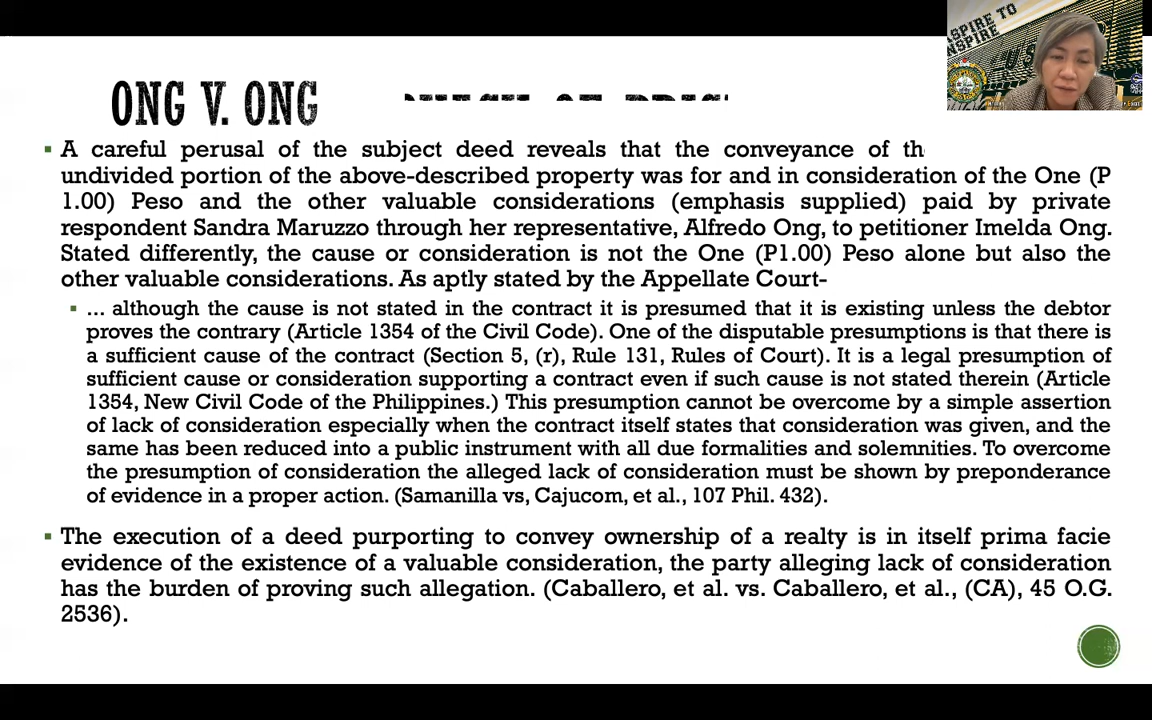 ONG V. ONG
▪ A careful perusal of the subject deed reveals that the conveyance of
undivided portion of the above-described property was for and in consideration of the One (P
1.00) Peso and the other valuable considerations (emphasis supplied) paid by private
respondent Sandra Maruzzo through her representative, Alfredo Ong, to petitioner Imelda Ong.
Stated differently, the cause or consideration is not the One (P1.00) Peso alone but also the
other valuable considerations. As aptly stated by the Appellate Court-
▪ ... although the cause is not stated in the contract it is presumed that it is existing unless the debtor
proves the contrary (Article 1354 of the Civil Code). One of the disputable presumptions is that there is
a sufficient cause of the contract (Section 5, (r), Rule 131, Rules of Court). It is a legal presumption of
sufficient cause or consideration supporting a contract even if such cause is not stated therein (Article
1354, New Civil Code of the Philippines.) This presumption cannot be overcome by a simple assertion
of lack of consideration especially when the contract itself states that consideration was given, and the
same has been reduced into a public instrument with all due formalities and solemnities. To overcome
the presumption of consideration the alleged lack of consideration must be shown by preponderance
of evidence in a proper action. (Samanilla vs, Cajucom, et al., 107 Phil. 432).
▪ The execution of a deed purporting to convey ownership of a realty is in itself prima facie
evidence of the existence of a valuable consideration, the party alleging lack of consideration
has the burden of proving such allegation. (Caballero, et al. vs. Caballero, et al., (CA), 45 O.G.
2536).